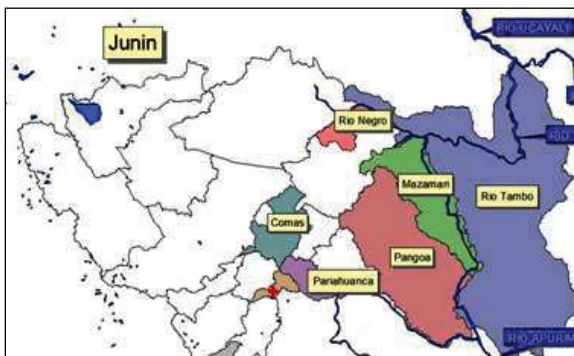 Junin
RIO UCAYALI
Rio Negro
RIO
Mazamari
Rio Tambo
Comas
Pangoa
Pariahuanca
RIO APURIM